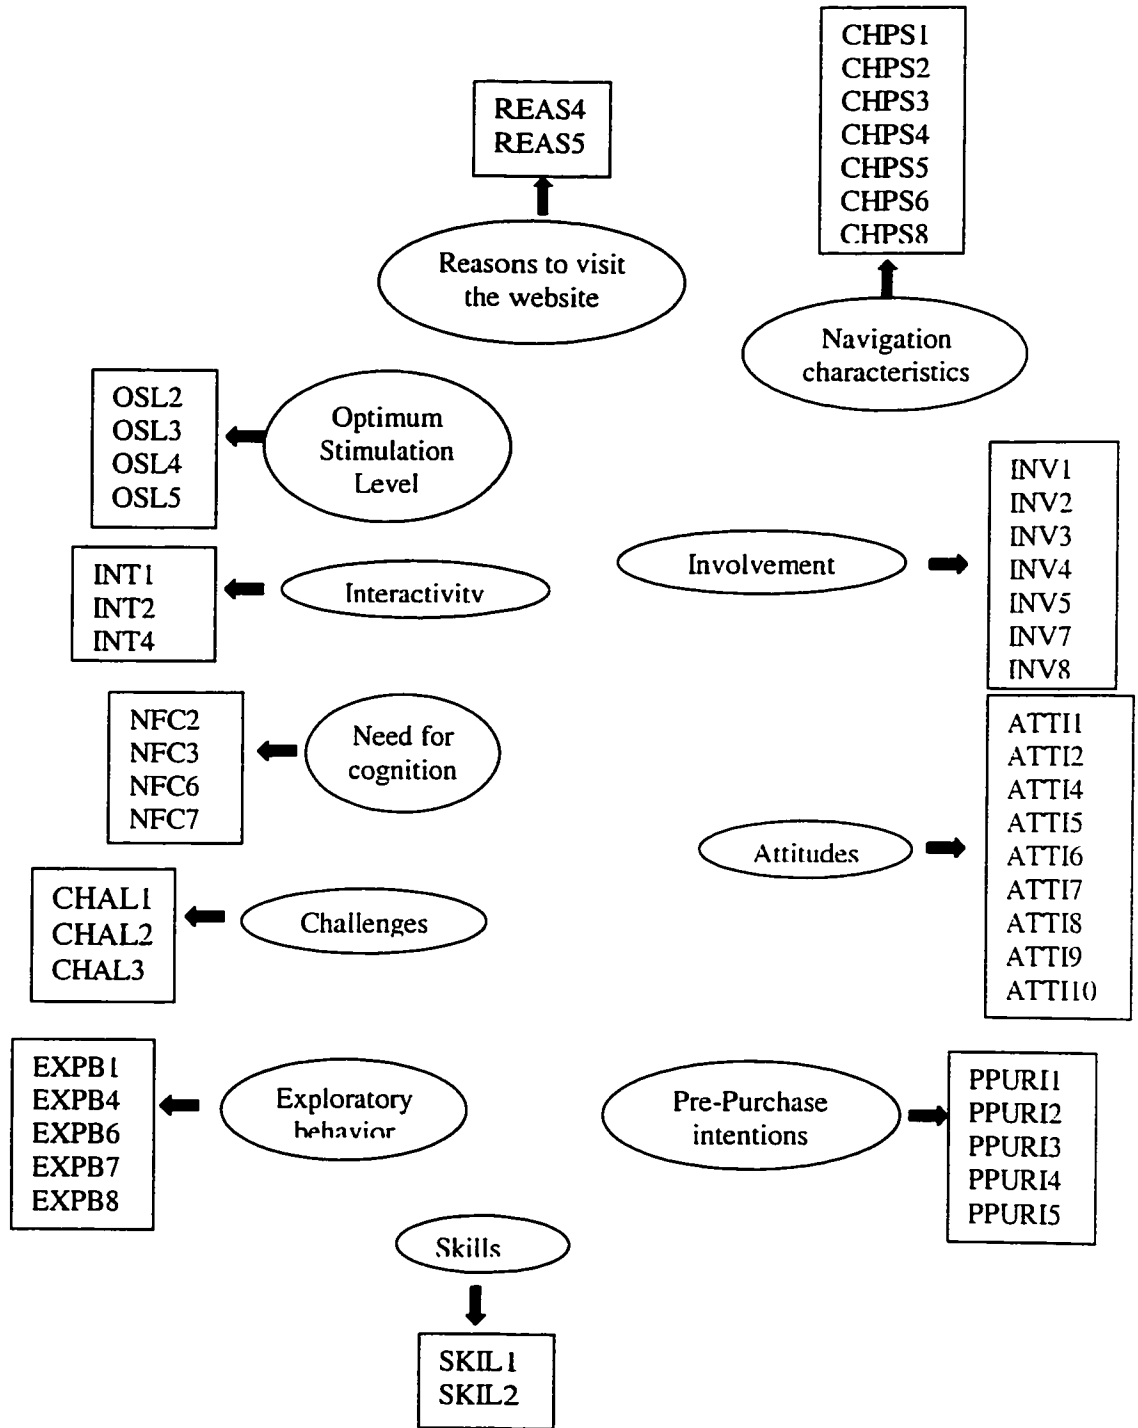 CHPS1
CHPS2
CHPS3
CHPS4
CHPS5
CHPS6
CHPS8
REAS4
REAS5
Reasons to visit
the website
Navigation
characteristics
OSL2
OSL3
OSL4
OSL5
Optimum
Stimulation
Level
INV1
INV2
INV3
INV4
INV5
INV7
INV8
Involvement
INT1
INT2
INT4
Interactivity
NFC2
NFC3
NFC6
NFC7
Need for
cognition
ATTI1
ATTI2
ATTI4
ATTI5
ATTI6
ATTI7
ATTI8
ATTI9
ATTI10
Attitudes
CHAL1
CHAL2
CHAL3
Challenges
EXPB1
EXPB4
EXPB6
EXPB7
EXPB8
Exploratory
behavior
Pre-Purchase
intentions
PPURI1
PPURI2
PPURI3
PPURI4
PPURI5
Skills
SKIL1
SKIL2